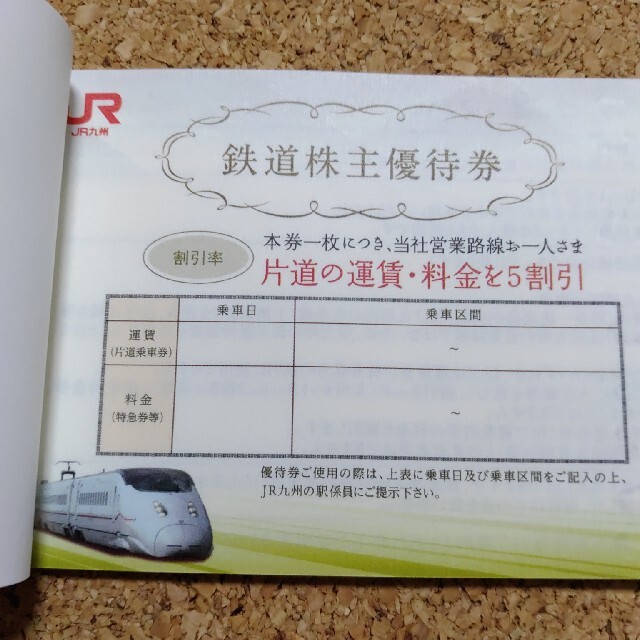 JR
JR九州
鉄道株主優待券
割引率
本券一枚につき、当社営業路線お一人さま
片道の運賃・料金を5割引
乗車日 乗車区間
運賃
(片道乗車券)
～
料金
(特急券等)
～
優待券ご使用の際は、上表に乗車日及び乗車区間をご記入の上、
JR九州の駅係員にご提示下さい。